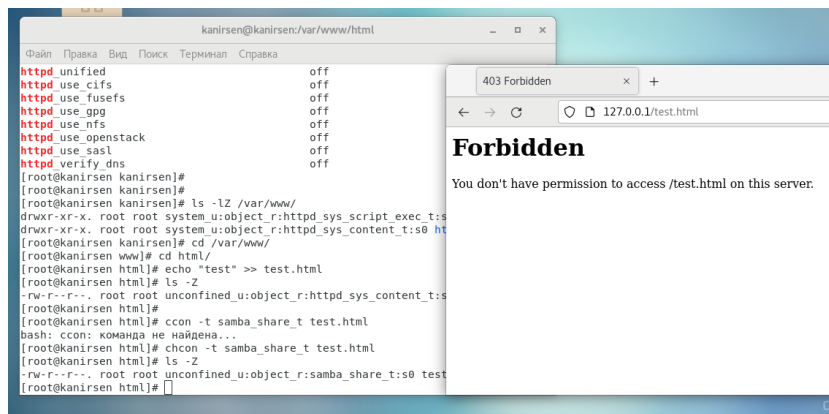 kanirsen@kanirsen:/var/www/html
Файл Правка Вид Поиск Терминал Справка
httpd_unified off
httpd_use_cifs off
httpd_use_fusefs off
httpd_use_gpg off
httpd_use_nfs off
httpd_use_openstack off
httpd_use_sasl off
httpd_verify_dns off
[root@kanirsen kanirsen]#
[root@kanirsen kanirsen]#
[root@kanirsen kanirsen]# ls -lZ /var/www/
drwxr-xr-x. root root system_u:object_r:httpd_sys_script_exec_t:s
drwxr-xr-x. root root system_u:object_r:httpd_sys_content_t:s0 ht
[root@kanirsen kanirsen]# cd /var/www/
[root@kanirsen www]# cd html/
[root@kanirsen html]# echo "test" >> test.html
[root@kanirsen html]# ls -Z
-rw-r--r--. root root unconfined_u:object_r:httpd_sys_content_t:s
[root@kanirsen html]#
[root@kanirsen html]# ccon -t samba_share_t test.html
bash: ccon: команда не найдена...
[root@kanirsen html]# chcon -t samba_share_t test.html
[root@kanirsen html]# ls -Z
-rw-r--r--. root root unconfined_u:object_r:samba_share_t:s0 test
[root@kanirsen html]#
403 Forbidden
127.0.0.1/test.html
Forbidden
You don't have permission to access /test.html on this server.